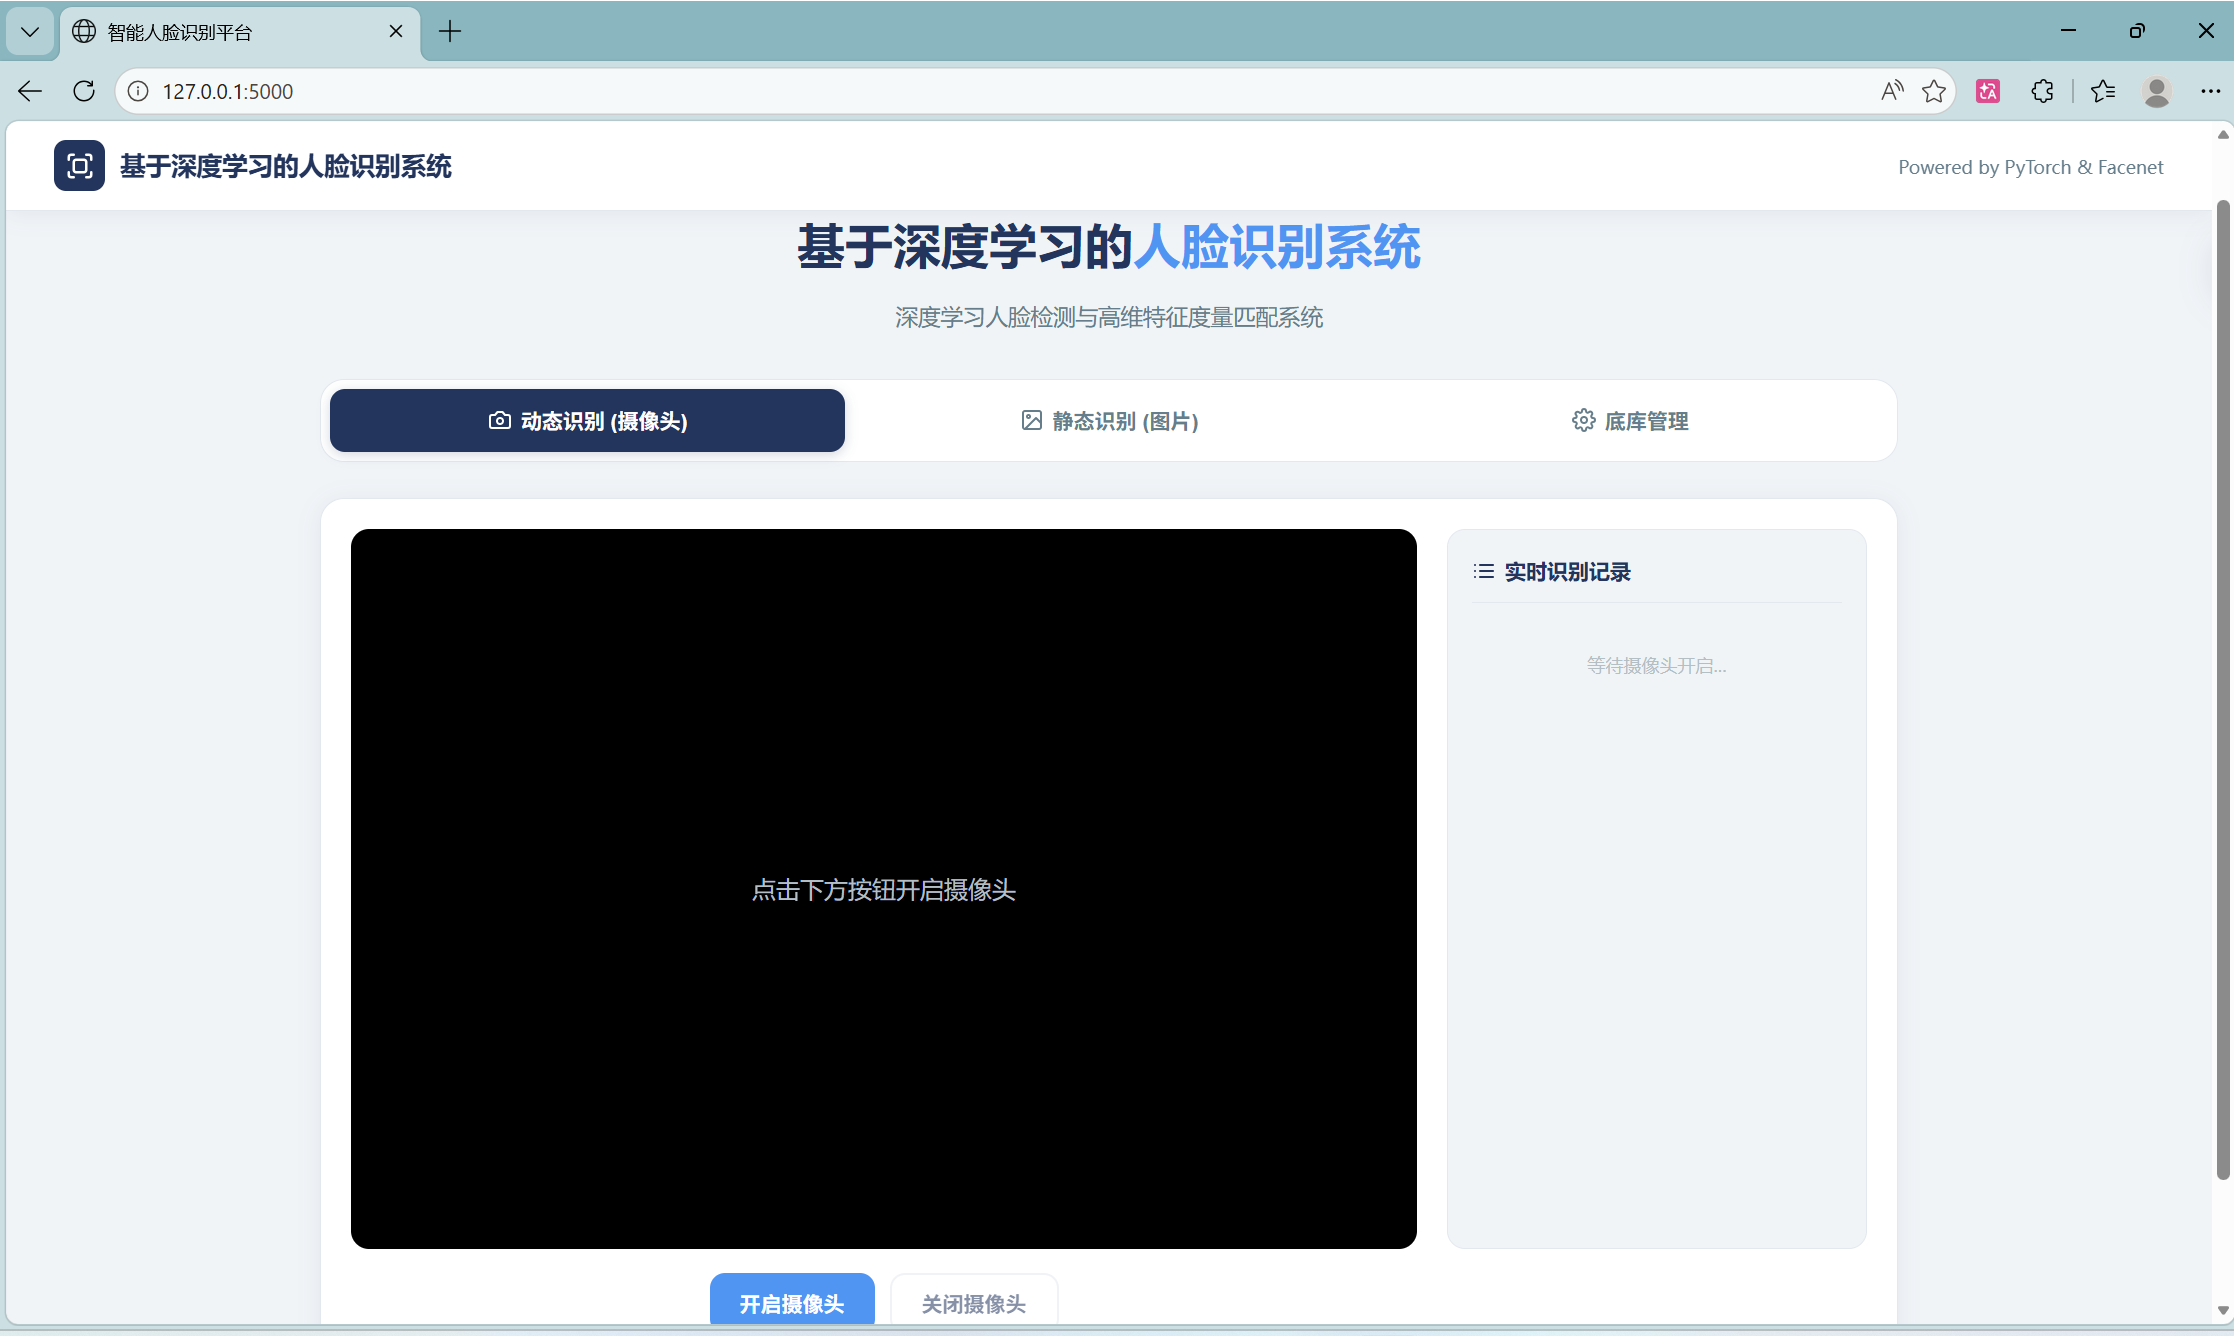 智能人脸识别平台
127.0.0.1:5000
基于深度学习的人脸识别系统
Powered by PyTorch & Facenet
基于深度学习的人脸识别系统
深度学习人脸检测与高维特征度量匹配系统
动态识别 (摄像头)
静态识别 (图片)
底库管理
实时识别记录
等待摄像头开启...
点击下方按钮开启摄像头
开启摄像头
关闭摄像头